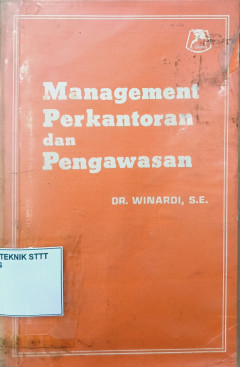 Management
Perkantoran
dan
Pengawasan
DR. WINARDI, S.E.
TEKNIK STTT